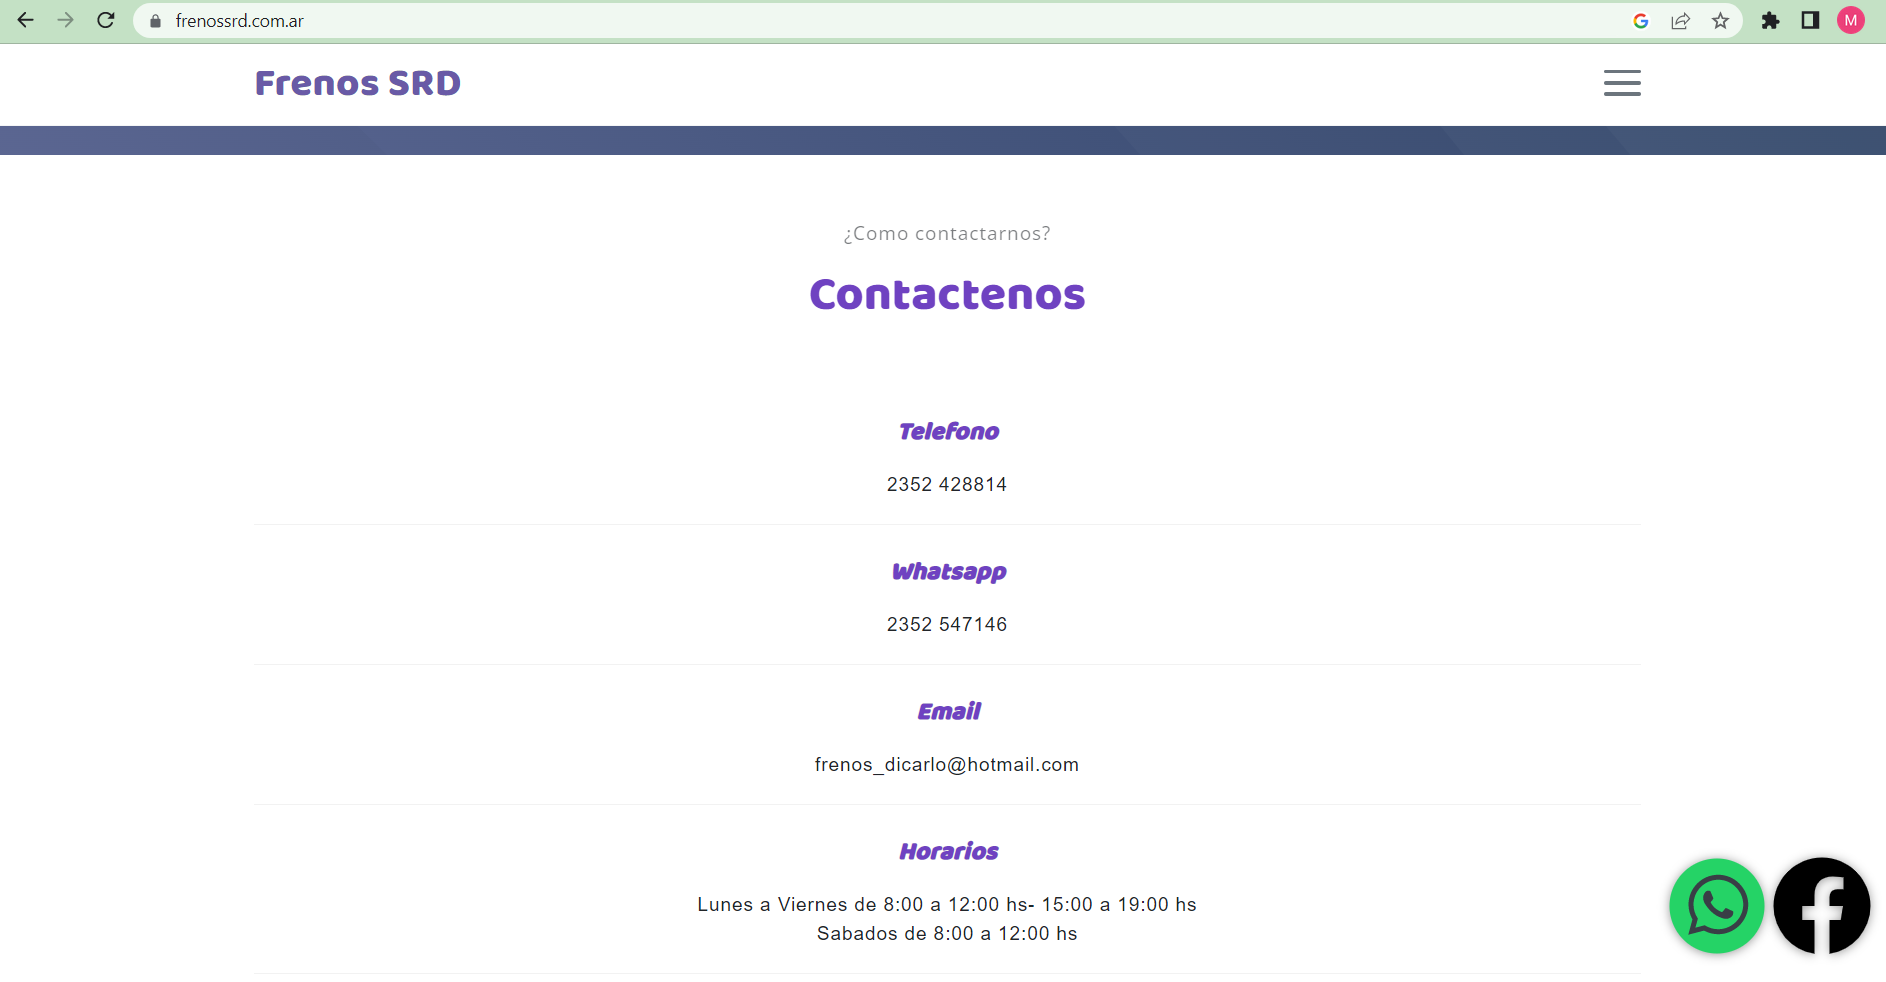 frenossrd.com.ar
M
Frenos SRD
¿Como contactarnos?
Contactenos
Telefono
2352 428814
Whatsapp
2352 547146
Email
frenos_dicarlo@hotmail.com
Horarios
Lunes a Viernes de 8:00 a 12:00 hs- 15:00 a 19:00 hs
Sabados de 8:00 a 12:00 hs